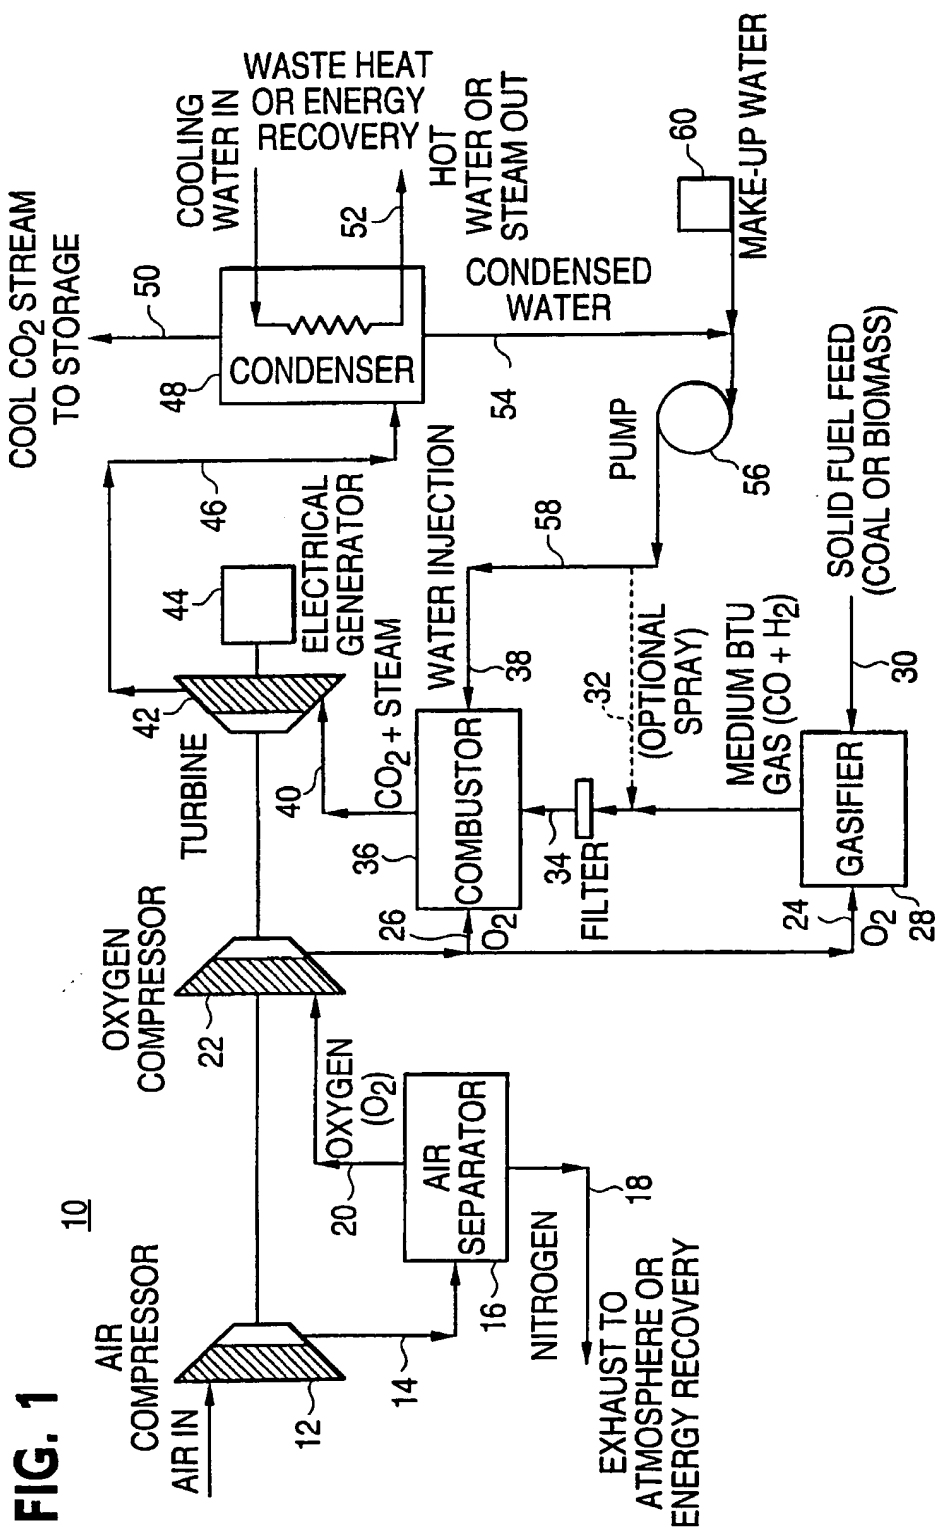 FIG. 1
10
AIR
COMPRESSOR
AIR IN
12
14
AIR
SEPARATOR
16
NITROGEN
18
EXHAUST TO
ATMOSPHERE OR
ENERGY RECOVERY
20
OXYGEN
(O2)
OXYGEN
COMPRESSOR
22
26
O2
24
O2
28
GASIFIER
30
SOLID FUEL FEED
(COAL OR BIOMASS)
MEDIUM BTU
GAS (CO + H2)
32
(OPTIONAL
SPRAY)
FILTER
34
36
COMBUSTOR
38
WATER INJECTION
CO2 + STEAM
40
TURBINE
42
44
ELECTRICAL
GENERATOR
46
48
CONDENSER
50
COOL CO2 STREAM
TO STORAGE
COOLING
WATER IN
WASTE HEAT
OR ENERGY
RECOVERY
52
HOT
WATER OR
STEAM OUT
54
CONDENSED
WATER
PUMP
56
58
60
MAKE-UP WATER